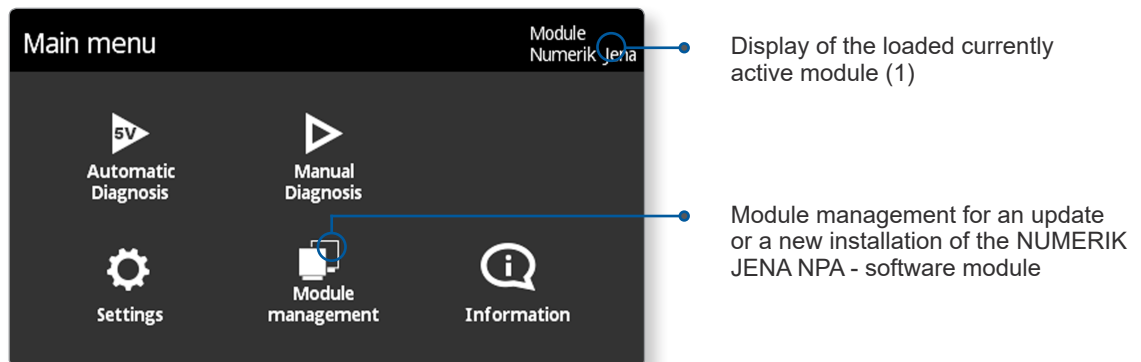 Main menu
Module
Numerik Jena
Display of the loaded currently
active module (1)
5V
Automatic
Diagnosis
Manual
Diagnosis
Module management for an update
or a new installation of the NUMERIK
JENA NPA - software module
Settings
Module
management
Information